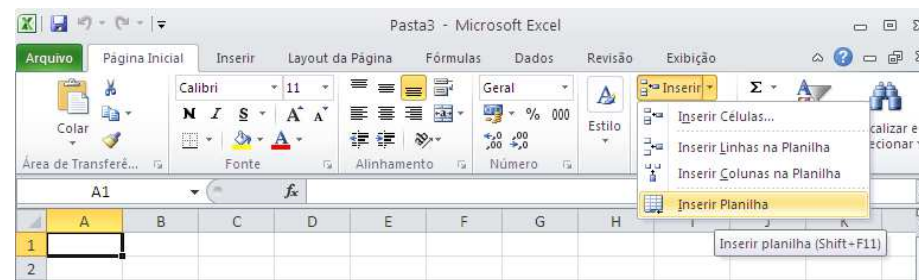 Pasta3 - Microsoft Excel
Arquivo Página Inicial Inserir Layout da Página Fórmulas Dados Revisão Exibição
Calibri 11 Geral Inserir Σ
Colar N I S A A % 000 Estilo Inserir Células...
Inserir Linhas na Planilha
Área de Transferê... Fonte Alinhamento Número Inserir Colunas na Planilha
A1 fx Inserir Planilha
A B C D E F G H
Inserir planilha (Shift+F11)
1
2